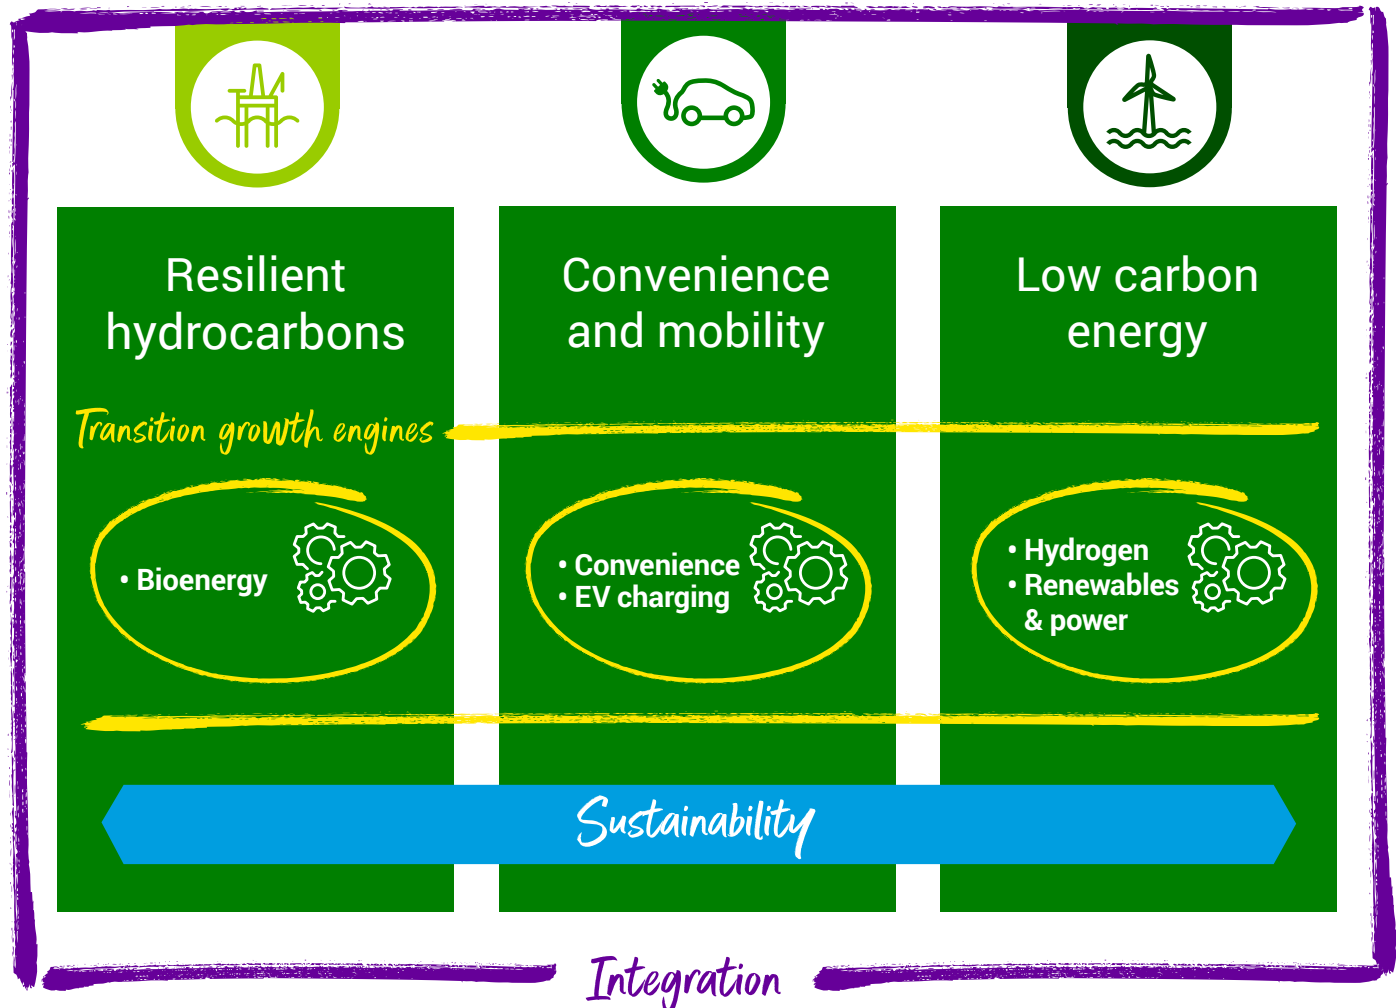 Resilient
hydrocarbons
Convenience
and mobility
Low carbon
energy
Transition growth engines
• Bioenergy
• Convenience
• EV charging
• Hydrogen
• Renewables
& power
Sustainability
Integration